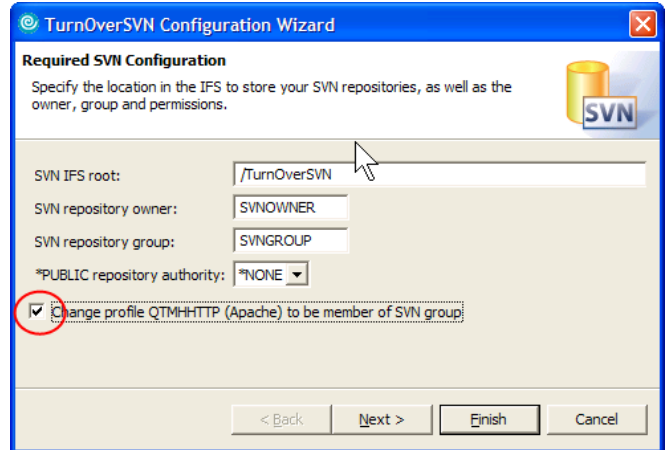 TurnOverSVN Configuration Wizard
Required SVN Configuration
Specify the location in the IFS to store your SVN repositories, as well as the
owner, group and permissions.
SVN
SVN IFS root: /TurnOverSVN
SVN repository owner: SVNOWNER
SVN repository group: SVNGROUP
*PUBLIC repository authority: *NONE
Change profile QTMHHTTP (Apache) to be member of SVN group
< Back Next > Finish Cancel